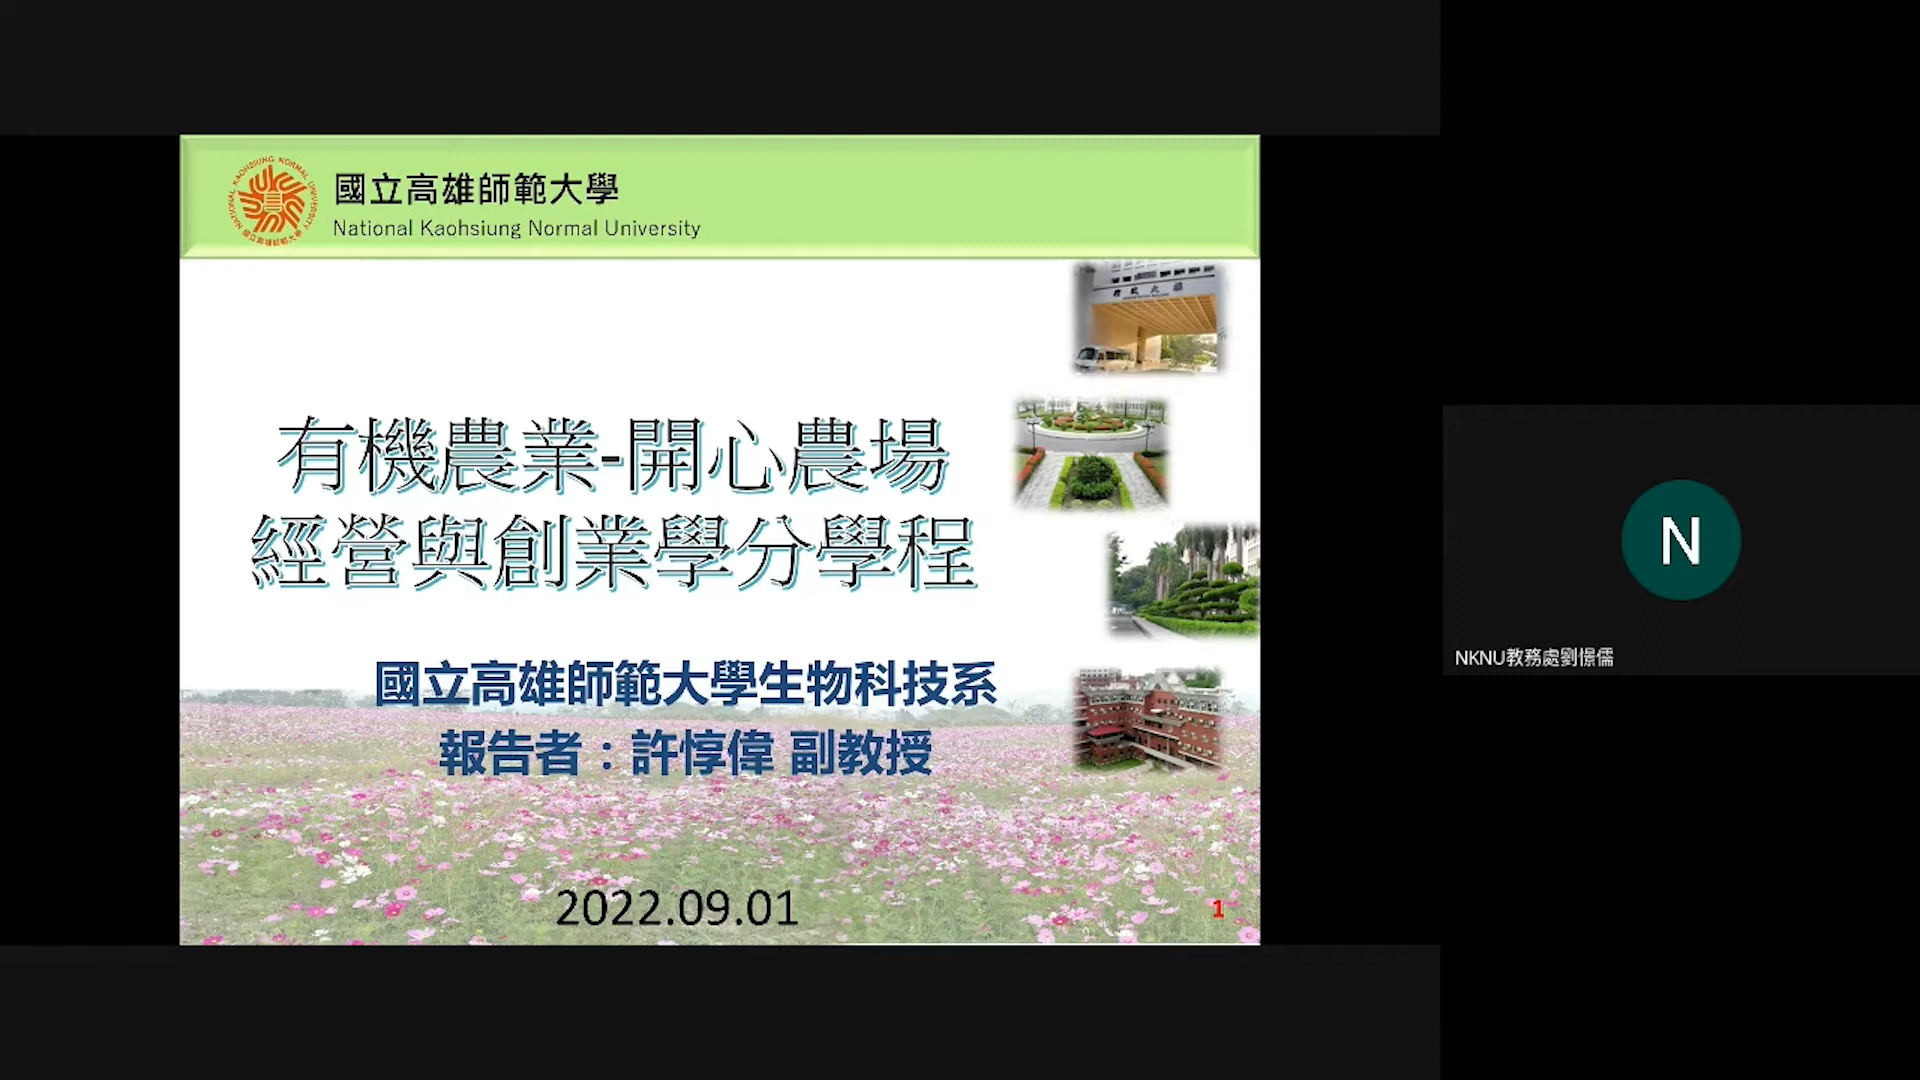 國立高雄師範大學
National Kaohsiung Normal University
有機農業-開心農場
經營與創業學分學程
國立高雄師範大學生物科技系
報告者：許惇偉 副教授
2022.09.01
1
N
NKNU教務處劉憬儒